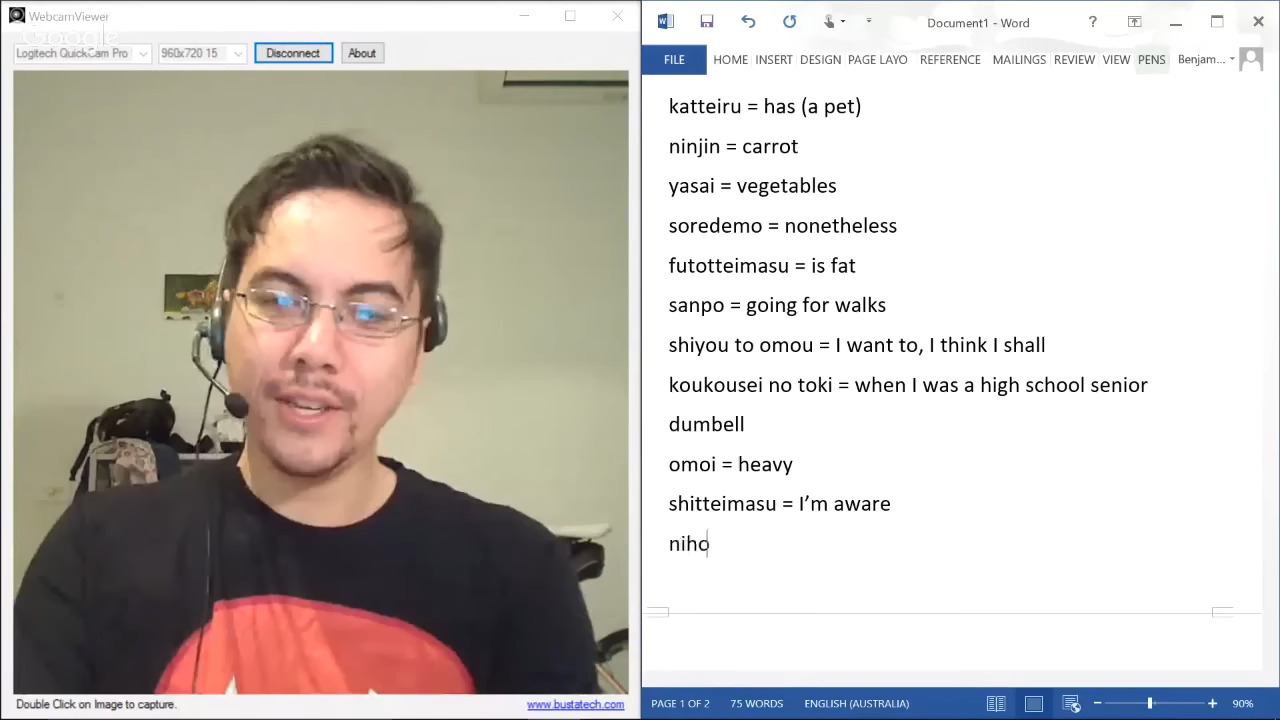 WebcamViewer
Google
Logitech QuickCam Pro
960x720 15
Disconnect
About
Double Click on Image to capture.
www.bustatech.com
Document1 - Word
FILE
HOME
INSERT
DESIGN
PAGE LAYO
REFERENCE
MAILINGS
REVIEW
VIEW
PENS
Benjam...
katteiru = has (a pet)
ninjin = carrot
yasai = vegetables
soredemo = nonetheless
futotteimasu = is fat
sanpo = going for walks
shiyou to omou = I want to, I think I shall
koukousei no toki = when I was a high school senior
dumbell
omoi = heavy
shitteimasu = I’m aware
niho
PAGE 1 OF 2
75 WORDS
ENGLISH (AUSTRALIA)
90%